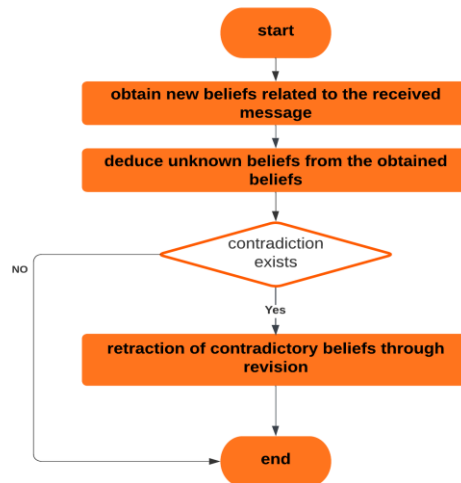 start
obtain new beliefs related to the received
message
deduce unknown beliefs from the obtained
beliefs
contradiction
exists
NO
Yes
retraction of contradictory beliefs through
revision
end